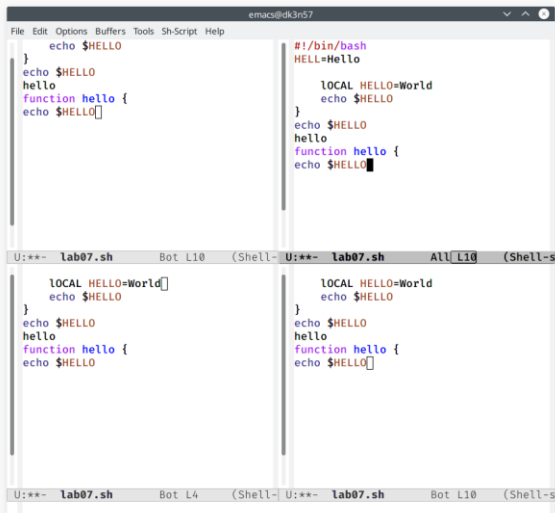 emacs@dk3n57
File Edit Options Buffers Tools Sh-Script Help
echo $HELLO
}
echo $HELLO
hello
function hello {
echo $HELLO
U:**- lab07.sh Bot L10 (Shell-
#!/bin/bash
HELL=Hello
lOCAL HELLO=World
echo $HELLO
}
echo $HELLO
hello
function hello {
echo $HELLO
U:**- lab07.sh All L10 (Shell-s
lOCAL HELLO=World
echo $HELLO
}
echo $HELLO
hello
function hello {
echo $HELLO
U:**- lab07.sh Bot L4 (Shell-
lOCAL HELLO=World
echo $HELLO
}
echo $HELLO
hello
function hello {
echo $HELLO
U:**- lab07.sh Bot L10 (Shell-s